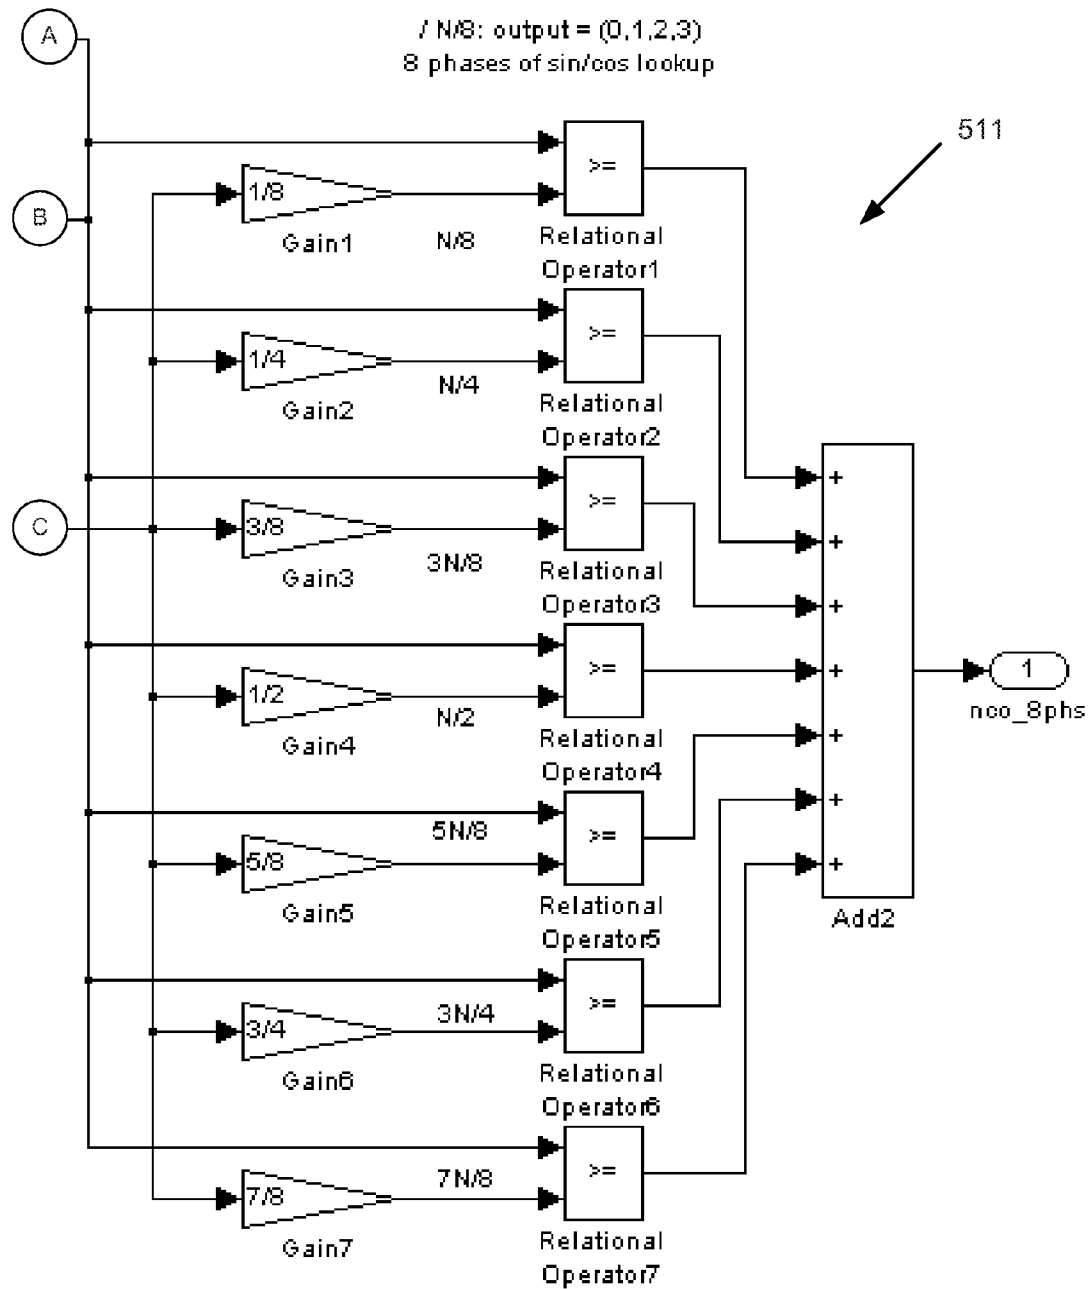 A
/ N/8: output = (0,1,2,3)
8 phases of sin/cos lookup
511
>=
1/8
B
Gain1
N/8
Relational
Operator1
>=
1/4
N/4
Gain2
Relational
Operator2
+
>=
C
3/8
+
3N/8
Gain3
Relational
Operator3
+
>=
+
1
1/2
N/2
nco_8phs
Gain4
Relational
Operator4
+
+
5N/8
>=
5/8
+
Gain5
Relational
Operator5
Add2
>=
3N/4
3/4
Gain6
Relational
Operator6
>=
7N/8
7/8
Gain7
Relational
Operator7